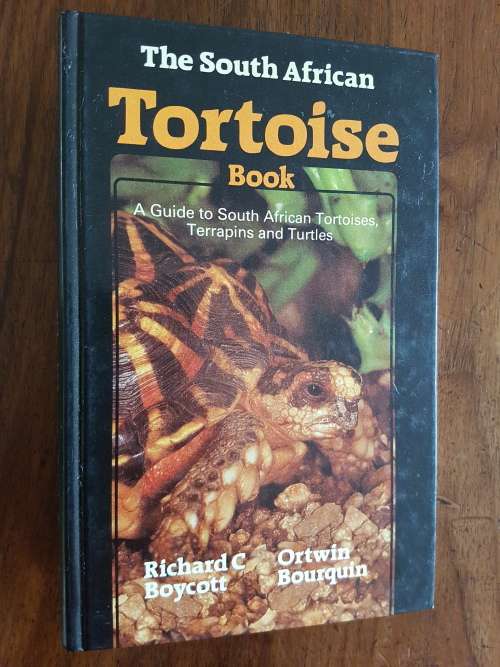 The South African
Tortoise
Book
A Guide to South African Tortoises,
Terrapins and Turtles
Richard C
Boycott
Ortwin
Bourquin